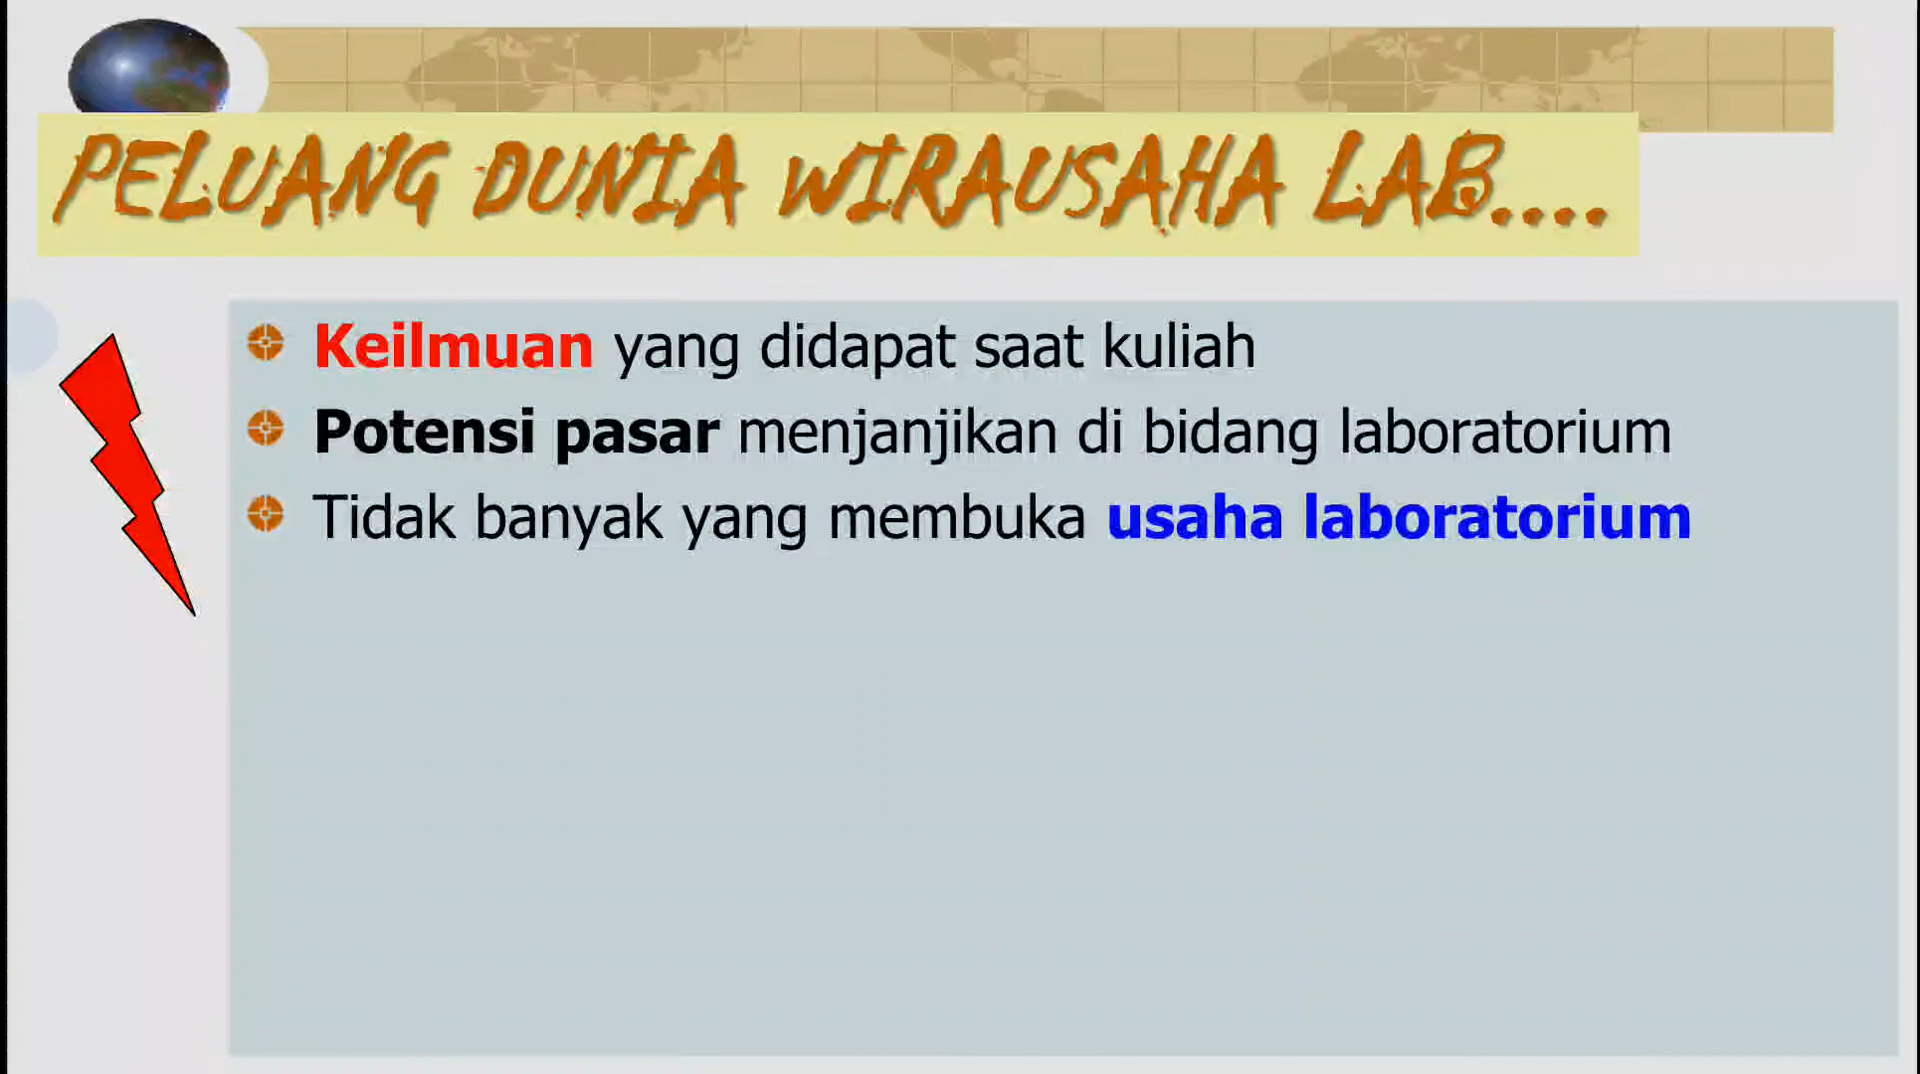 PELUANG DUNIA WIRAUSAHA LAB....
Keilmuan yang didapat saat kuliah
Potensi pasar menjanjikan di bidang laboratorium
Tidak banyak yang membuka usaha laboratorium